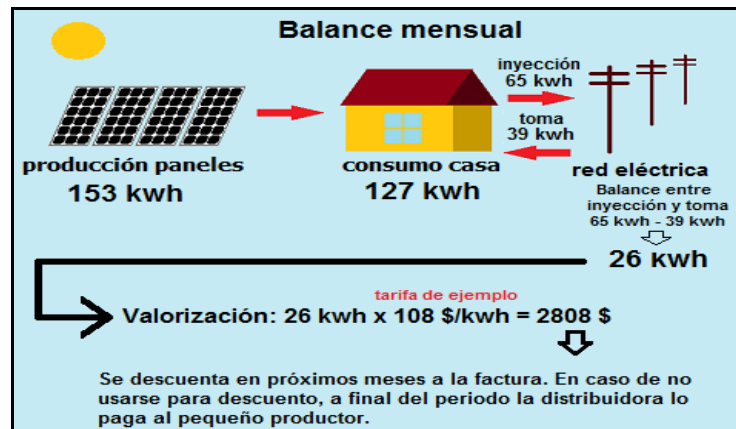 Balance mensual
inyección
65 kwh
toma
39 kwh
producción paneles
153 kwh
consumo casa
127 kwh
red eléctrica
Balance entre
inyección y toma
65 kwh - 39 kwh
26 kwh
tarifa de ejemplo
Valorización: 26 kwh x 108 $/kwh = 2808 $
Se descuenta en próximos meses a la factura. En caso de no
usarse para descuento, a final del periodo la distribuidora lo
paga al pequeño productor.